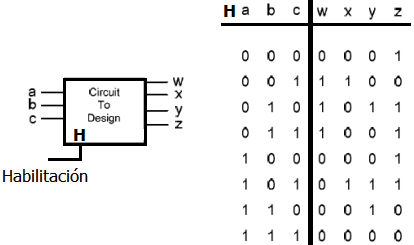 a
b
c
Circuit
To
Design
H
w
x
y
z
Habilitación
H a b c w x y z
0 0 0 0 0 0 1
0 0 1 1 1 0 0
0 1 0 1 0 1 1
0 1 1 1 0 0 1
1 0 0 0 0 0 1
1 0 1 0 1 1 1
1 1 0 0 0 1 0
1 1 1 0 0 0 0